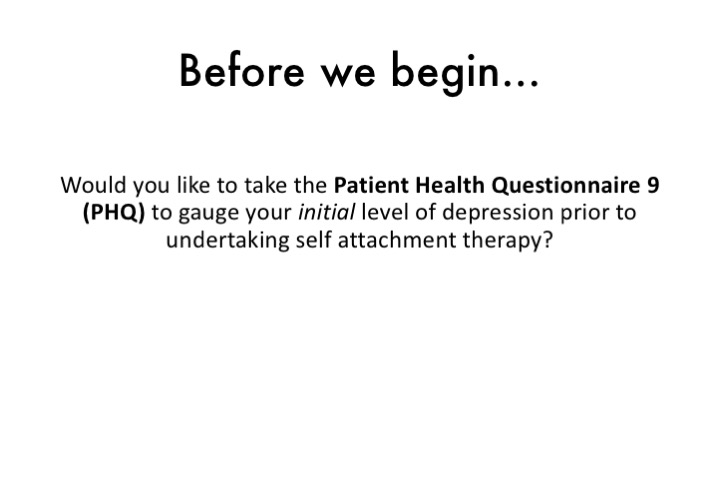 Before we begin...
Would you like to take the Patient Health Questionnaire 9
(PHQ) to gauge your initial level of depression prior to
undertaking self attachment therapy?